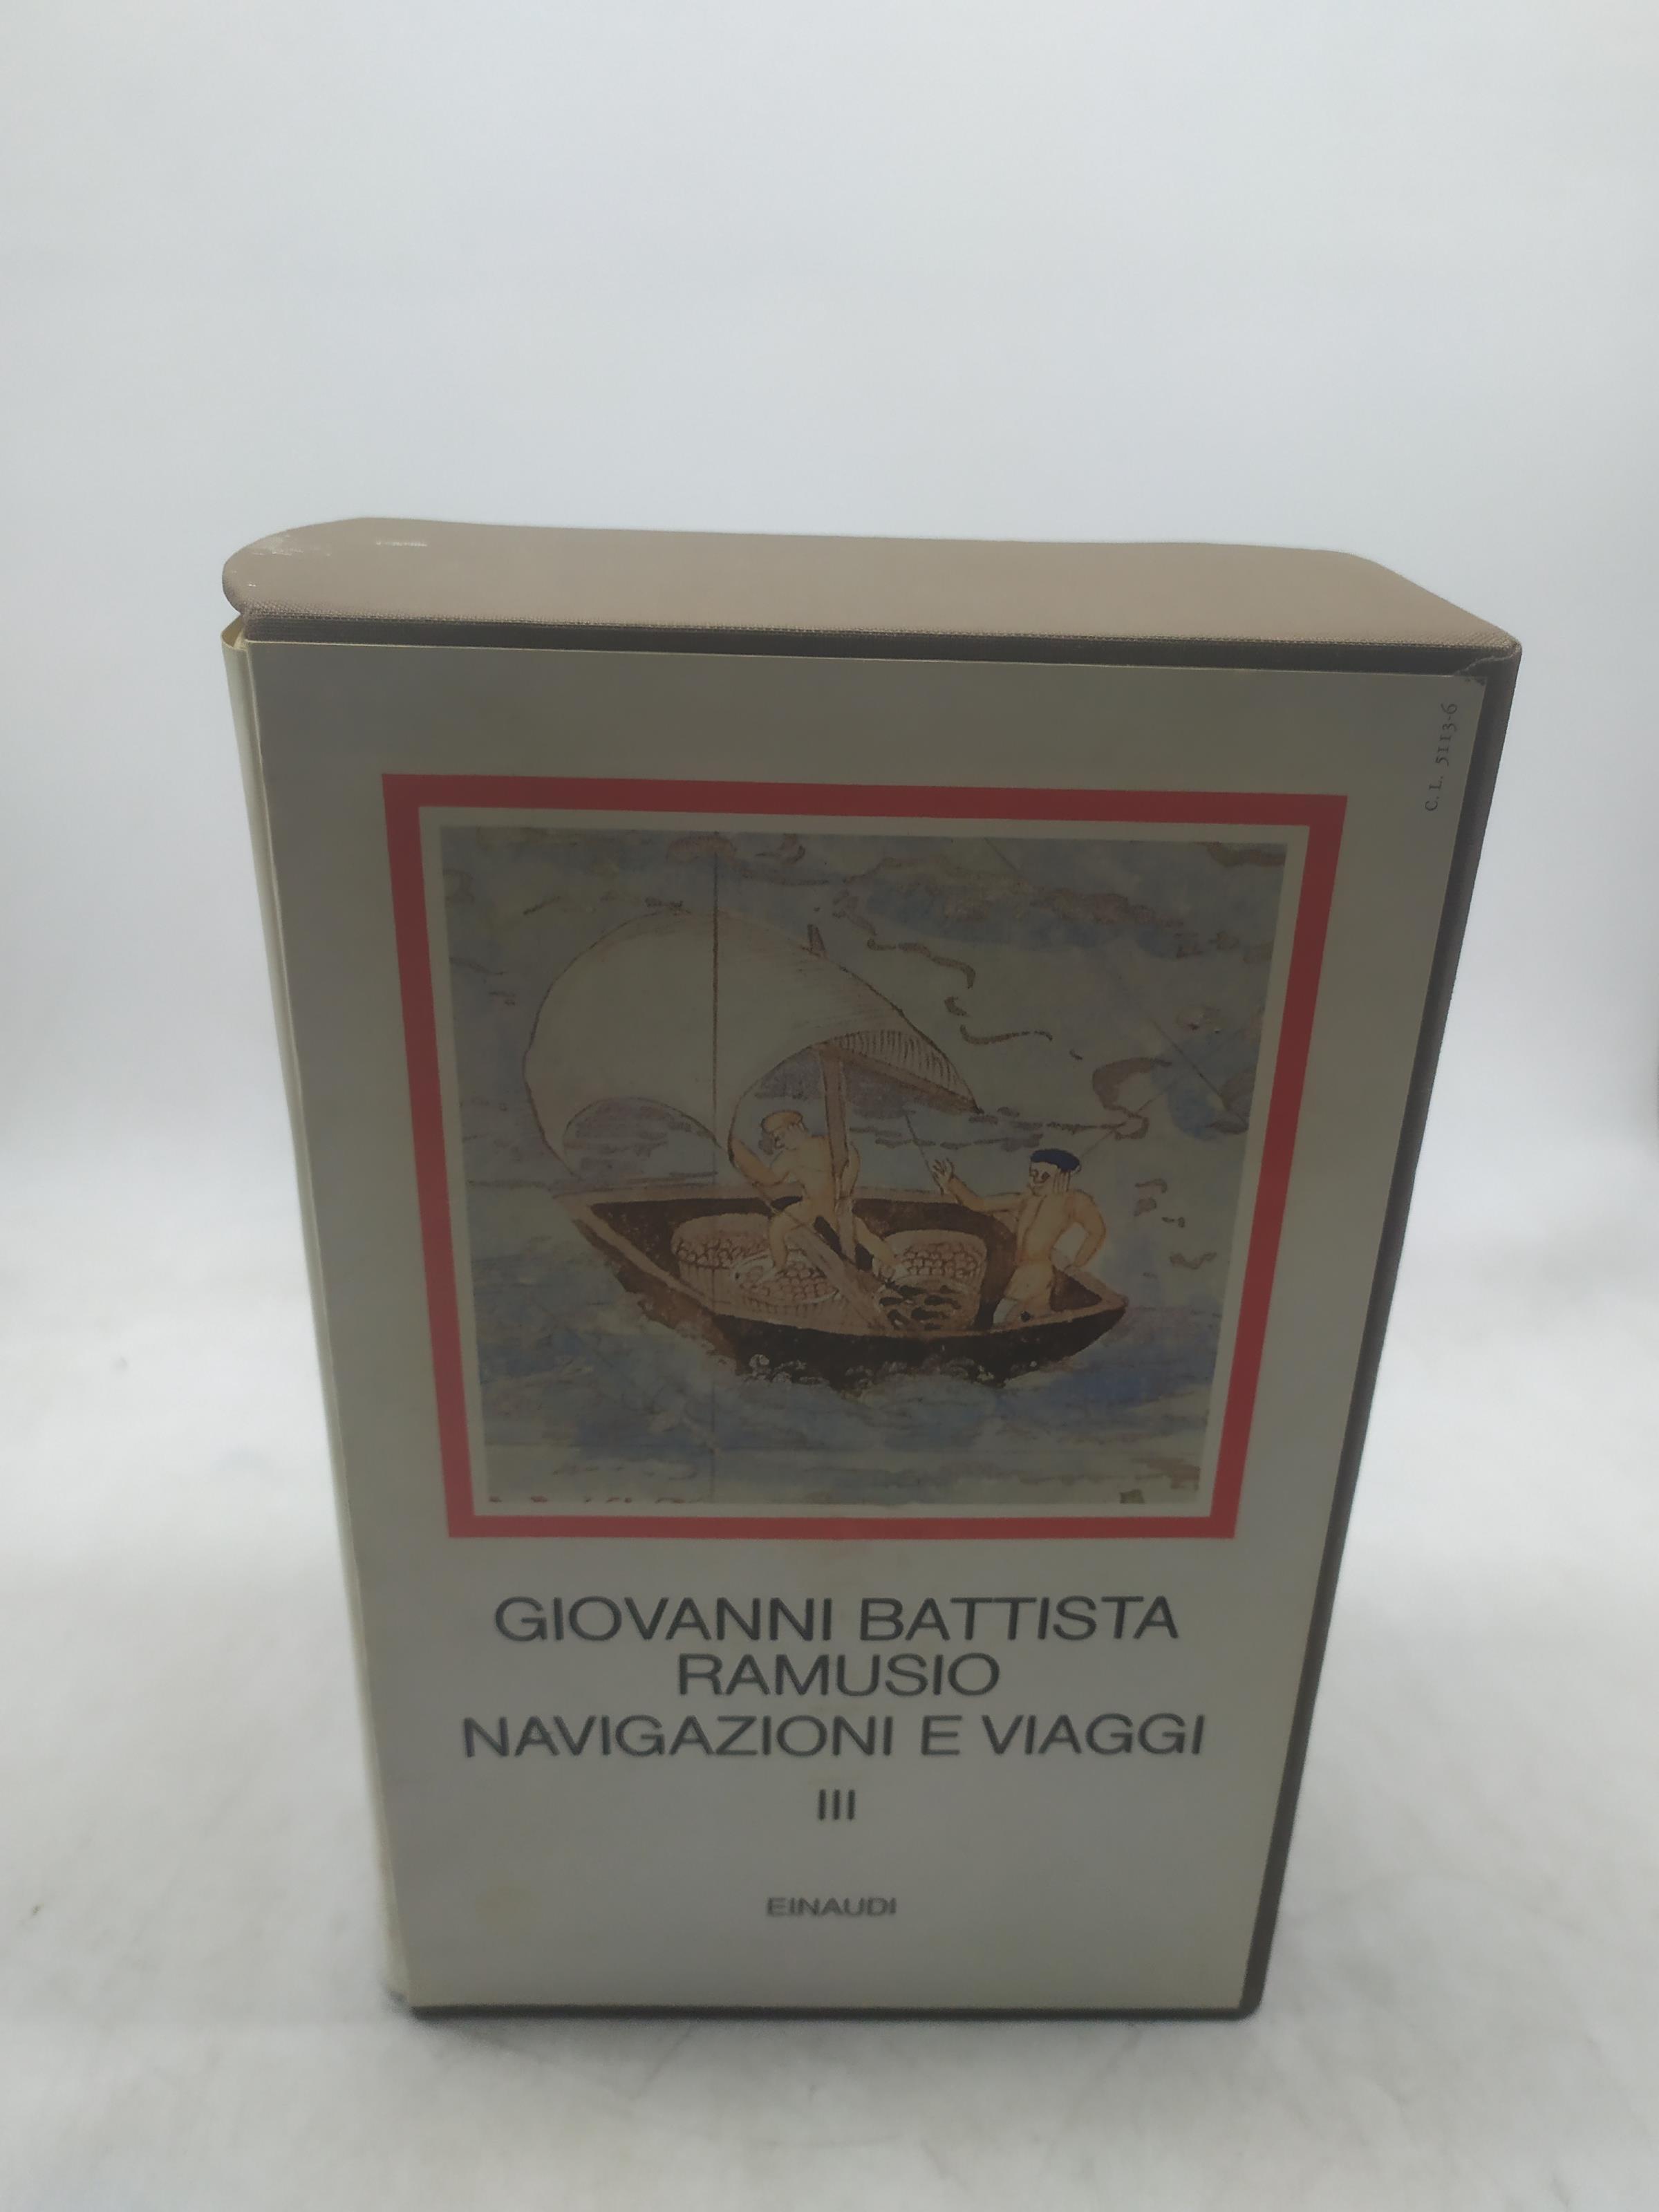 C. L. 5113-6
GIOVANNI BATTISTA
RAMUSIO
NAVIGAZIONI E VIAGGI
III
EINAUDI